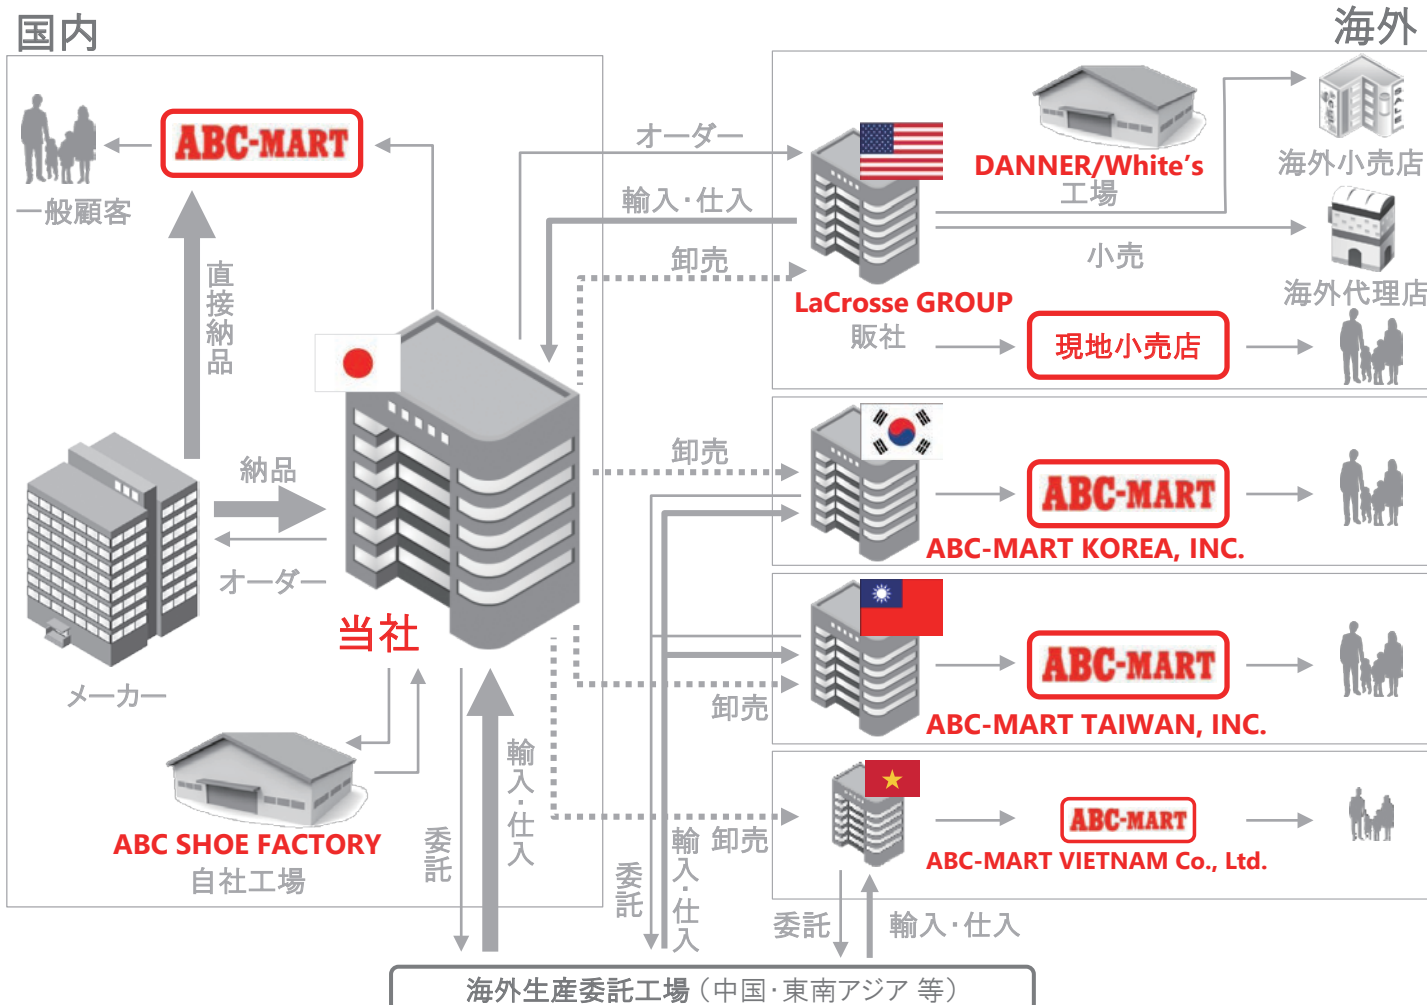 国内
海外
ABC-MART
一般顧客
直接納品
オーダー
輸入・仕入
卸売
DANNER/White's
工場
海外小売店
小売
海外代理店
LaCrosse GROUP
販社
現地小売店
納品
オーダー
メーカー
当社
卸売
ABC-MART
ABC-MART KOREA, INC.
卸売
ABC-MART
ABC-MART TAIWAN, INC.
ABC SHOE FACTORY
自社工場
委託
輸入・仕入
委託
輸入・仕入
卸売
ABC-MART
ABC-MART VIETNAM Co., Ltd.
委託
輸入・仕入
海外生産委託工場（中国・東南アジア 等）